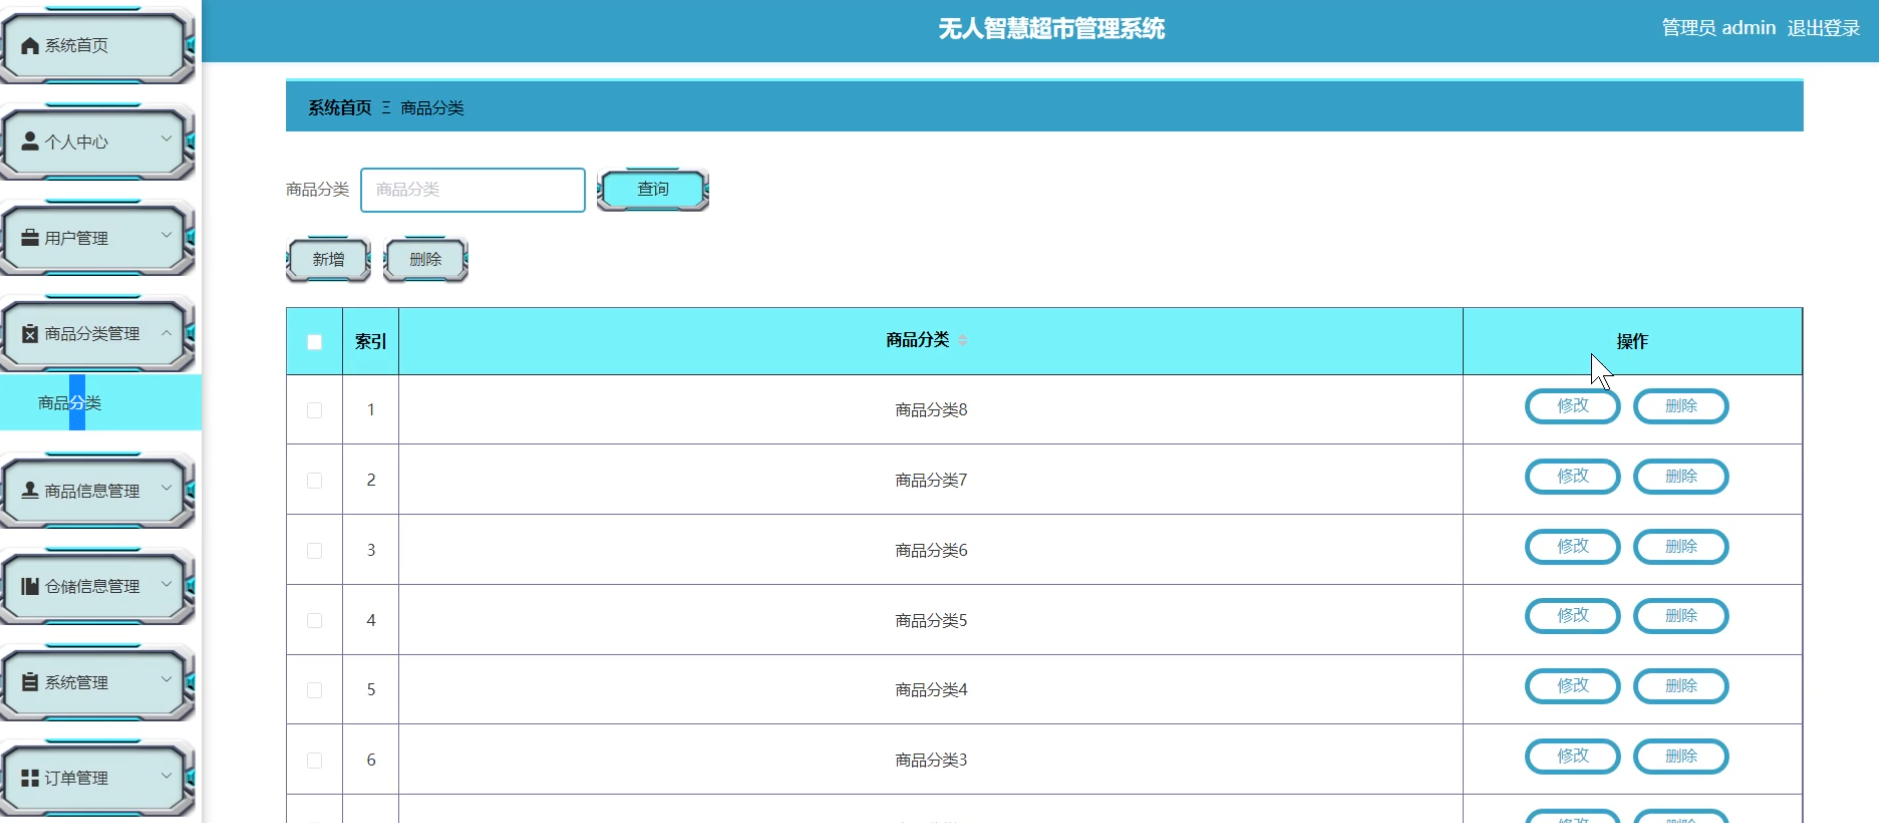 无人智慧超市管理系统
管理员 admin 退出登录
系统首页
个人中心
用户管理
商品分类管理
商品分类
商品信息管理
仓储信息管理
系统管理
订单管理
系统首页 Ξ 商品分类
商品分类 商品分类 查询
新增 删除
索引 商品分类 操作
1 商品分类8 修改 删除
2 商品分类7 修改 删除
3 商品分类6 修改 删除
4 商品分类5 修改 删除
5 商品分类4 修改 删除
6 商品分类3 修改 删除